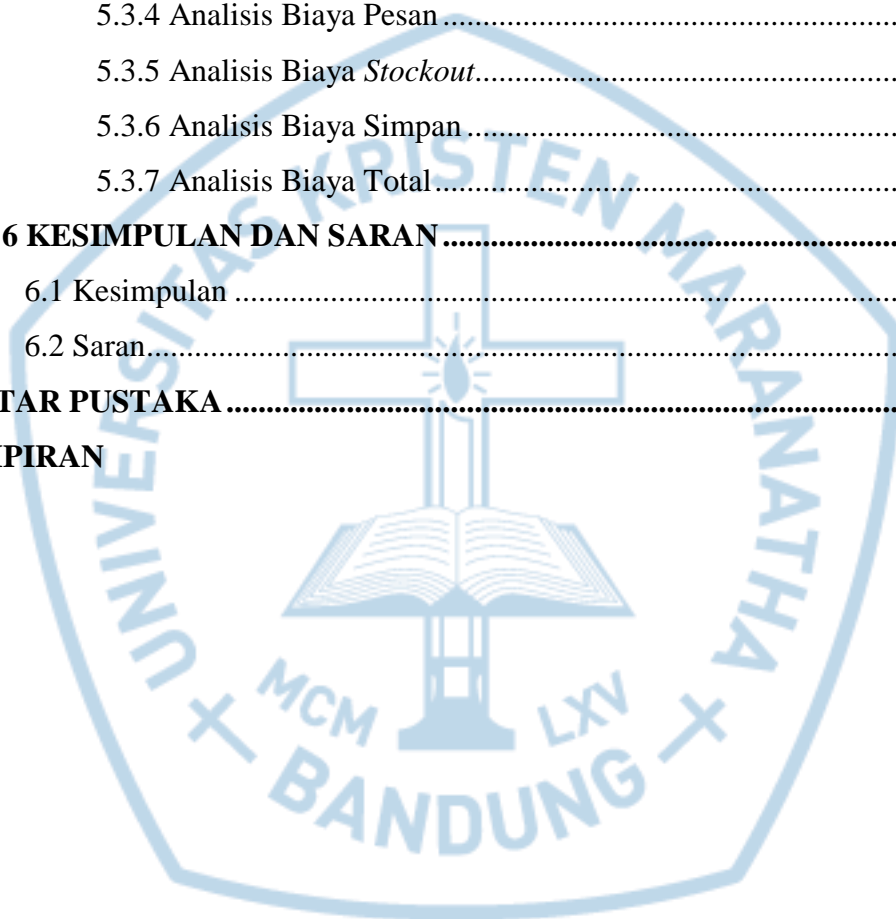 5.3.4 Analisis Biaya Pesan ................................................
5.3.5 Analisis Biaya Stockout.............................................
5.3.6 Analisis Biaya Simpan ..............................................
5.3.7 Analisis Biaya Total..................................................
6 KESIMPULAN DAN SARAN ................................................
6.1 Kesimpulan ......................................................................
6.2 Saran................................................................................
TAR PUSTAKA .......................................................................
PIRAN
UNIVERSITAS KRISTEN MARANATHA
MCM LXV
BANDUNG